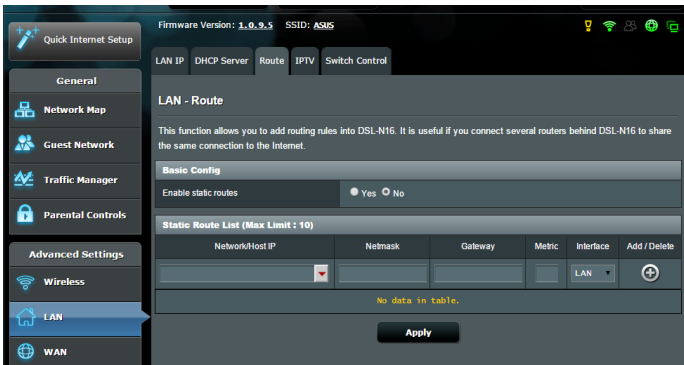 Firmware Version: 1.0.9.5 SSID: ASUS
Quick Internet Setup
LAN IP DHCP Server Route IPTV Switch Control
General
Network Map
Guest Network
Traffic Manager
Parental Controls
Advanced Settings
Wireless
LAN
WAN
LAN - Route
This function allows you to add routing rules into DSL-N16. It is useful if you connect several routers behind DSL-N16 to share
the same connection to the Internet.
Basic Config
Enable static routes Yes No
Static Route List (Max Limit : 10)
Network/Host IP Netmask Gateway Metric Interface Add / Delete
LAN
No data in table.
Apply